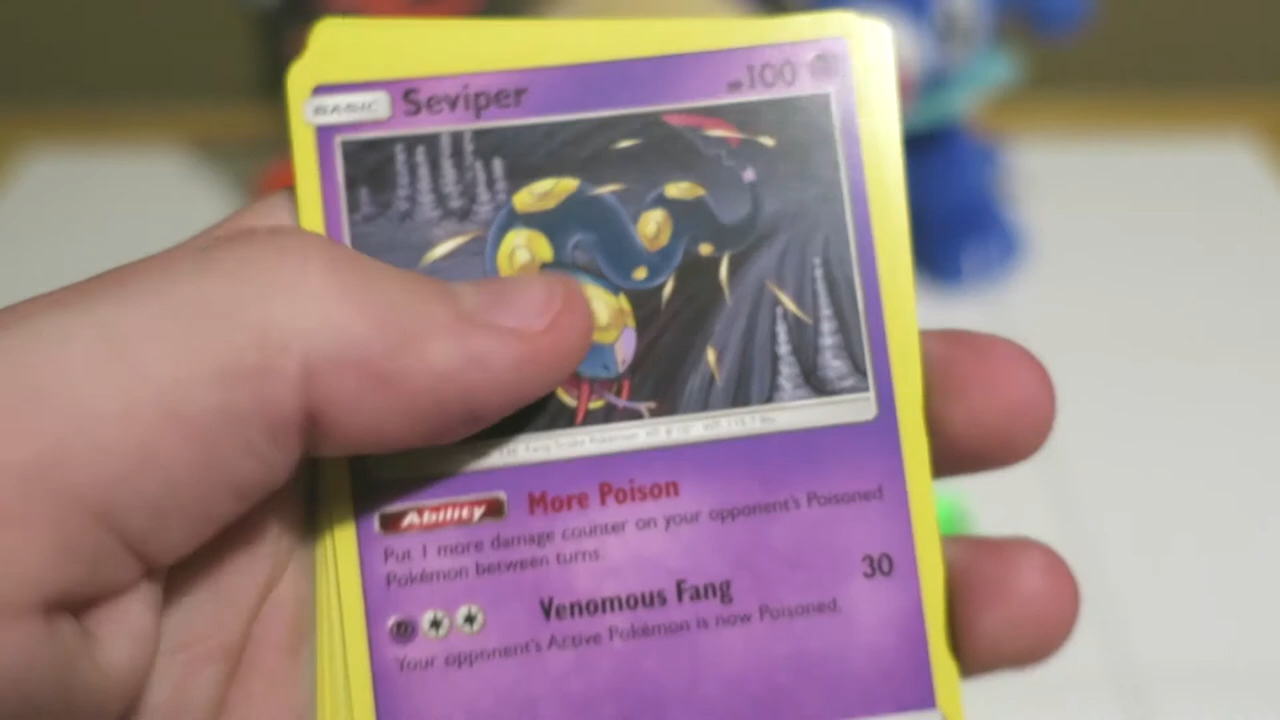 BASIC Seviper HP100
Ability More Poison
Put 1 more damage counter on your opponent's Poisoned
Pokémon between turns.
Venomous Fang 30
Your opponent's Active Pokémon is now Poisoned.